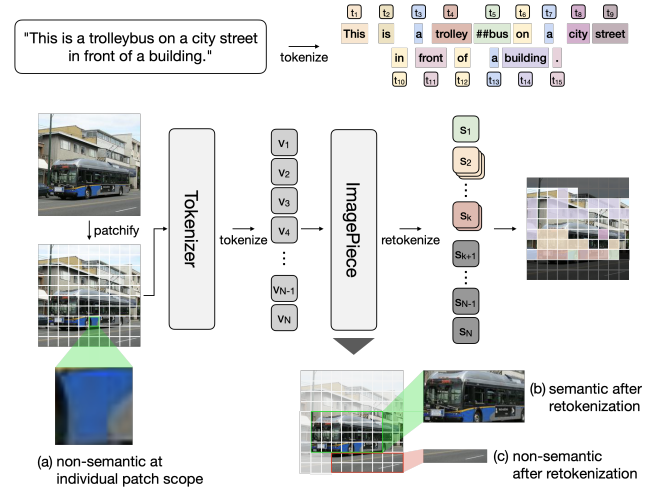 "This is a trolleybus on a city street
in front of a building."
tokenize
t1 t2 t3 t4 t5 t6 t7 t8 t9
This is a trolley ##bus on a city street
in front of a building .
t10 t11 t12 t13 t14 t15
patchify
Tokenizer
tokenize
v1
v2
v3
v4
⋮
vN-1
vN
ImagePiece
retokenize
s1
s2
⋮
sk
sk+1
⋮
sN-1
sN
(a) non-semantic at
individual patch scope
(b) semantic after
retokenization
(c) non-semantic
after retokenization